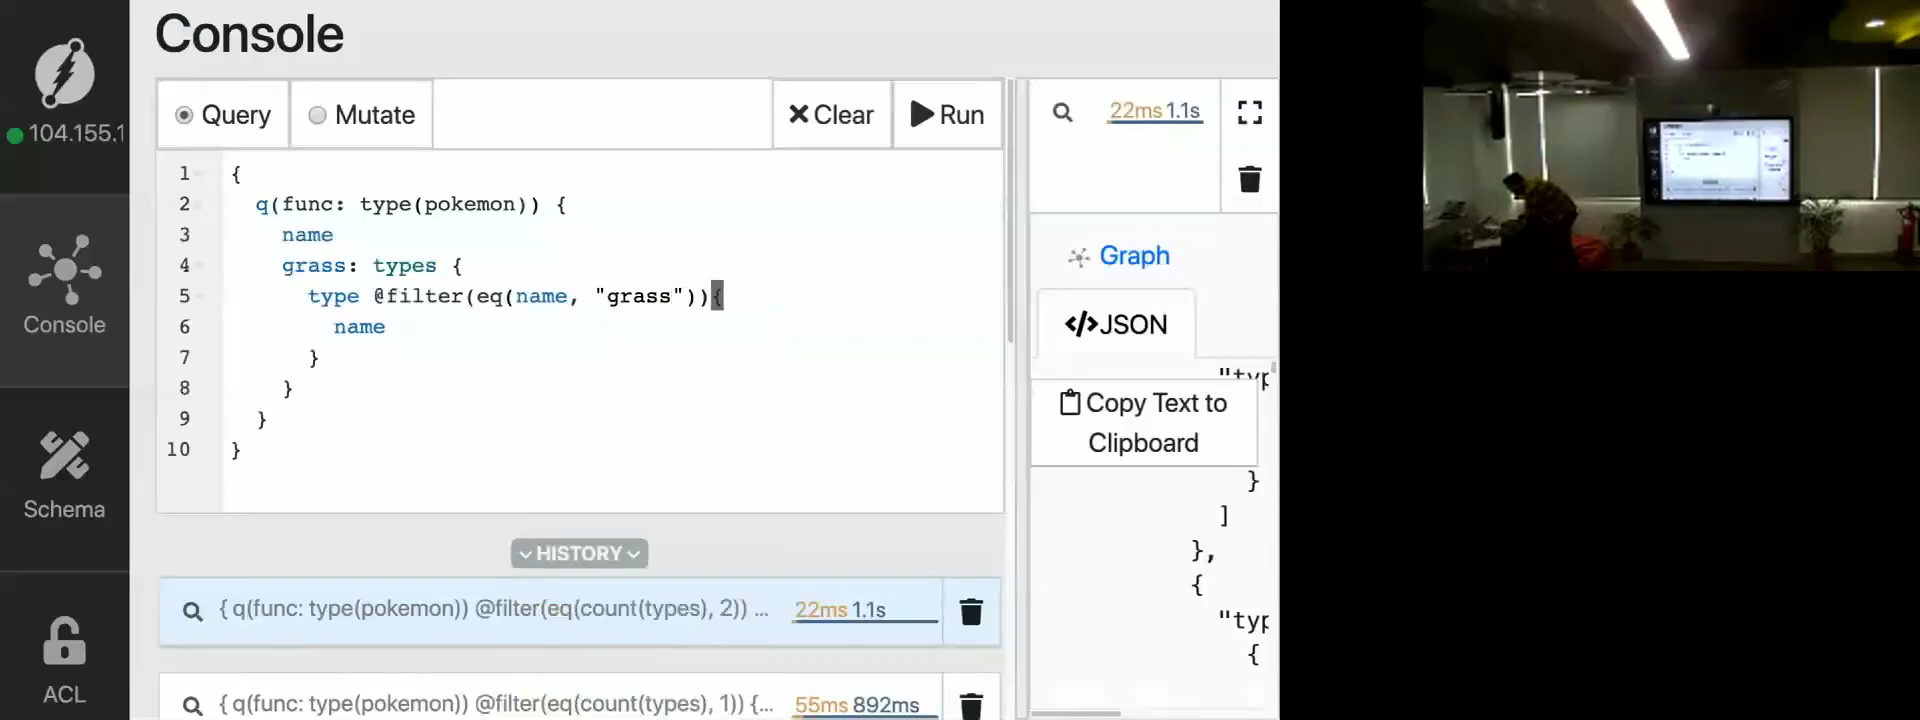 Console
104.155.1
Console
Schema
ACL
Query
Mutate
Clear
Run
1 {
2 q(func: type(pokemon)) {
3 name
4 grass: types {
5 type @filter(eq(name, "grass")){
6 name
7 }
8 }
9 }
10 }
HISTORY
{ q(func: type(pokemon)) @filter(eq(count(types), 2)) ... 22ms 1.1s
{ q(func: type(pokemon)) @filter(eq(count(types), 1)) {... 55ms 892ms
22ms 1.1s
Graph
</>JSON
"typ
Copy Text to
Clipboard
}
]
},
{
"typ
{